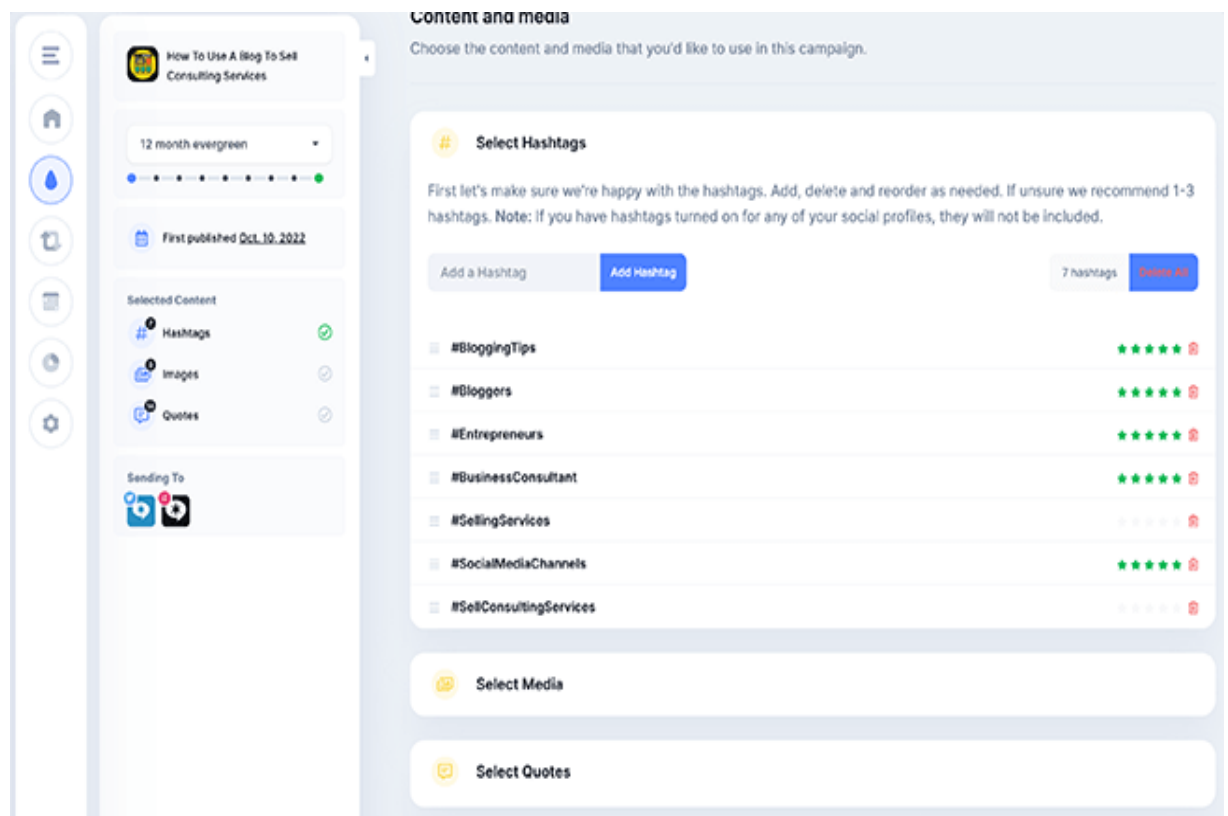 How To Use A Blog To Sell
Consulting Services
12 month evergreen
First published Oct. 10. 2022
Selected Content
7
Hashtags
Images
Quotes
Sending To
Content and media
Choose the content and media that you'd like to use in this campaign.
#
Select Hashtags
First let's make sure we're happy with the hashtags. Add, delete and reorder as needed. If unsure we recommend 1-3
hashtags. Note: If you have hashtags turned on for any of your social profiles, they will not be included.
Add a Hashtag
Add Hashtag
7 hashtags
Delete All
#BloggingTips
#Bloggers
#Entrepreneurs
#BusinessConsultant
#SellingServices
#SocialMediaChannels
#SellConsultingServices
Select Media
Select Quotes